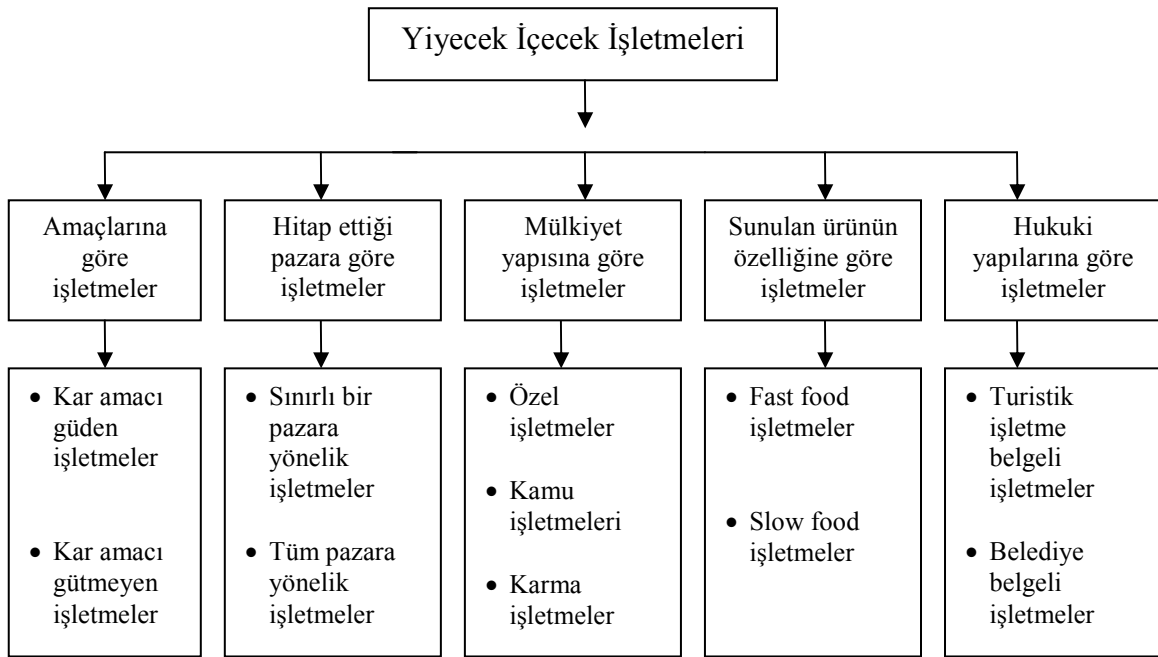 Yiyecek İçecek İşletmeleri
Amaçlarına
göre
işletmeler
Hitap ettiği
pazara göre
işletmeler
Mülkiyet
yapısına göre
işletmeler
Sunulan ürünün
özelliğine göre
işletmeler
Hukuki
yapılarına göre
işletmeler
• Kar amacı
güden
işletmeler
• Kar amacı
gütmeyen
işletmeler
• Sınırlı bir
pazara
yönelik
işletmeler
• Tüm pazara
yönelik
işletmeler
• Özel
işletmeler
• Kamu
işletmeleri
• Karma
işletmeler
• Fast food
işletmeler
• Slow food
işletmeler
• Turistik
işletme
belgeli
işletmeler
• Belediye
belgeli
işletmeler